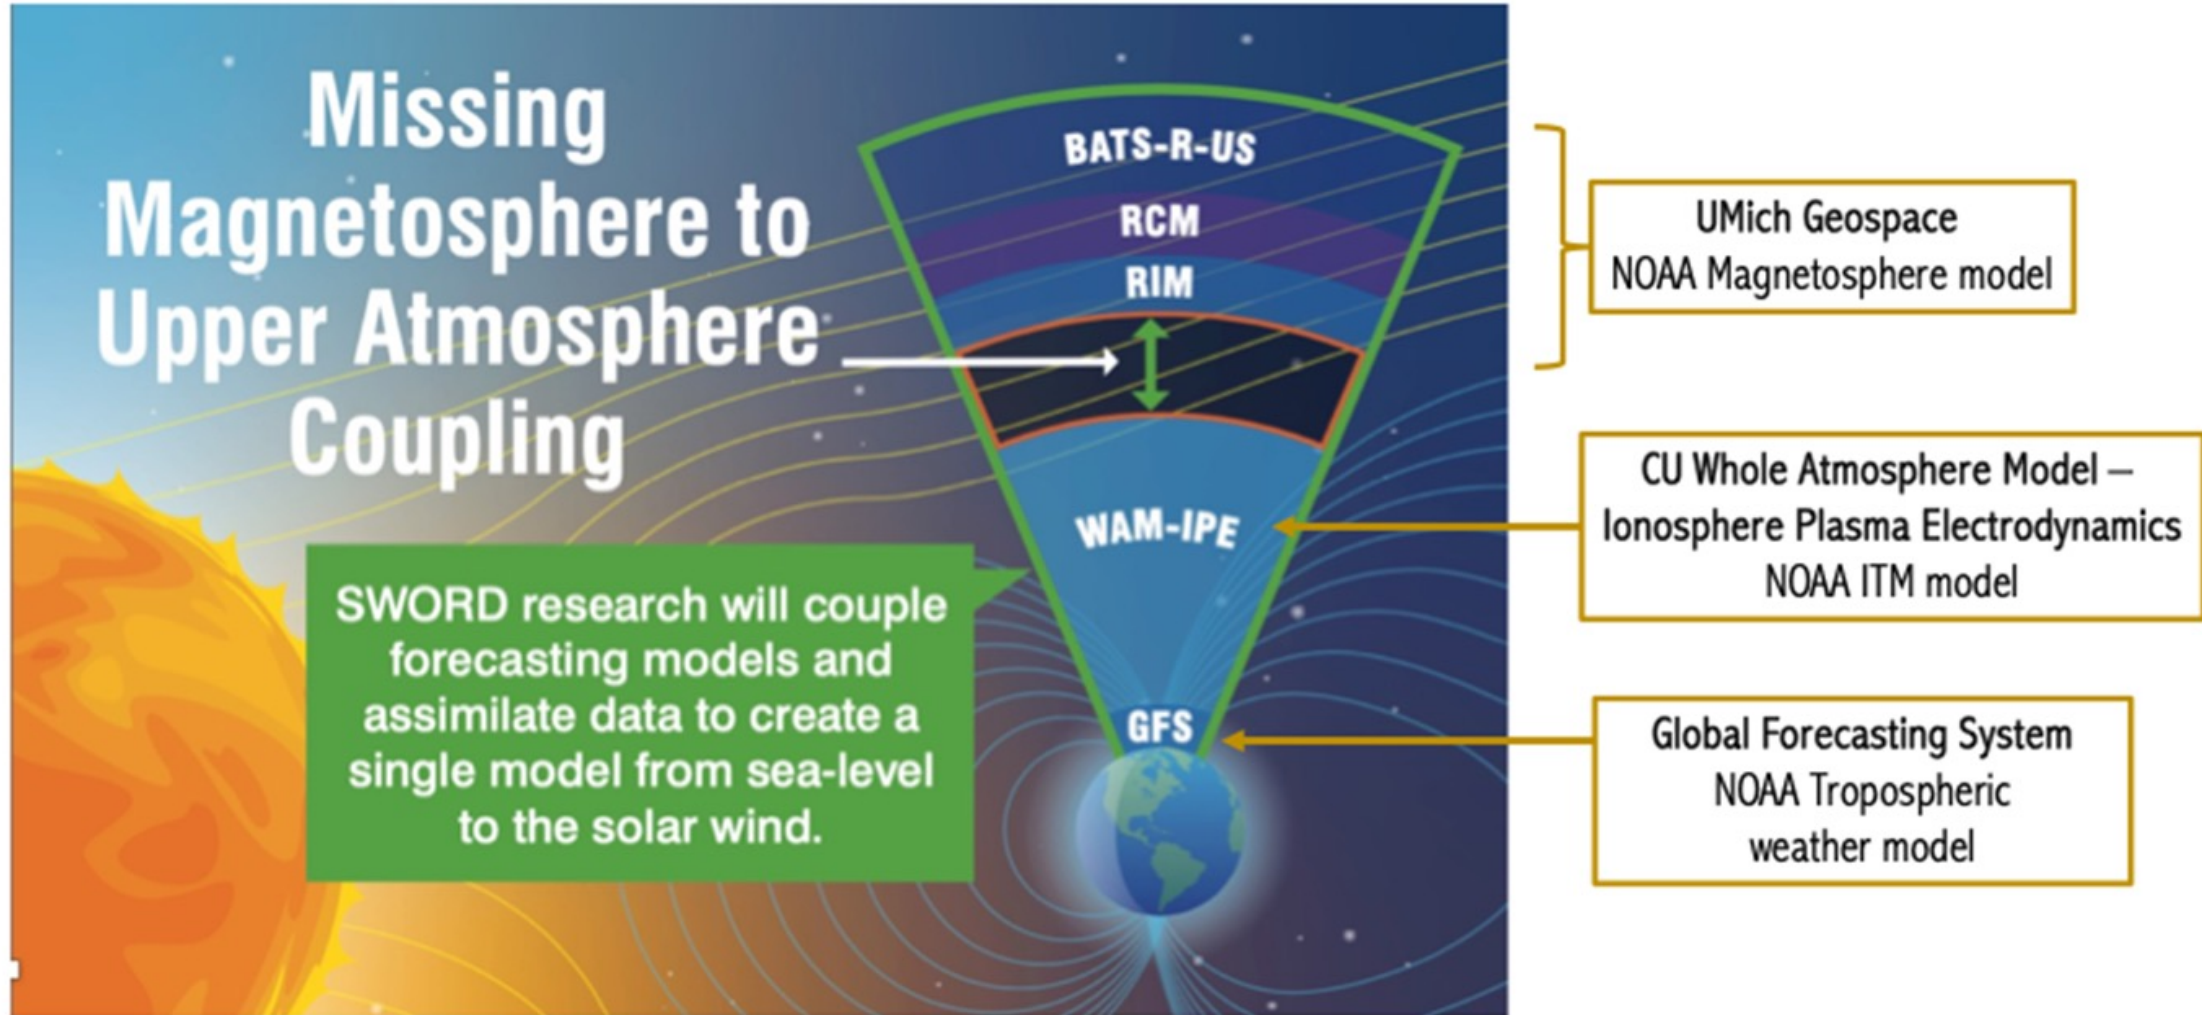 Missing
Magnetosphere to
Upper Atmosphere
Coupling
BATS-R-US
RCM
RIM
WAM-IPE
GFS
SWORD research will couple
forecasting models and
assimilate data to create a
single model from sea-level
to the solar wind.
UMich Geospace
NOAA Magnetosphere model
CU Whole Atmosphere Model –
Ionosphere Plasma Electrodynamics
NOAA ITM model
Global Forecasting System
NOAA Tropospheric
weather model